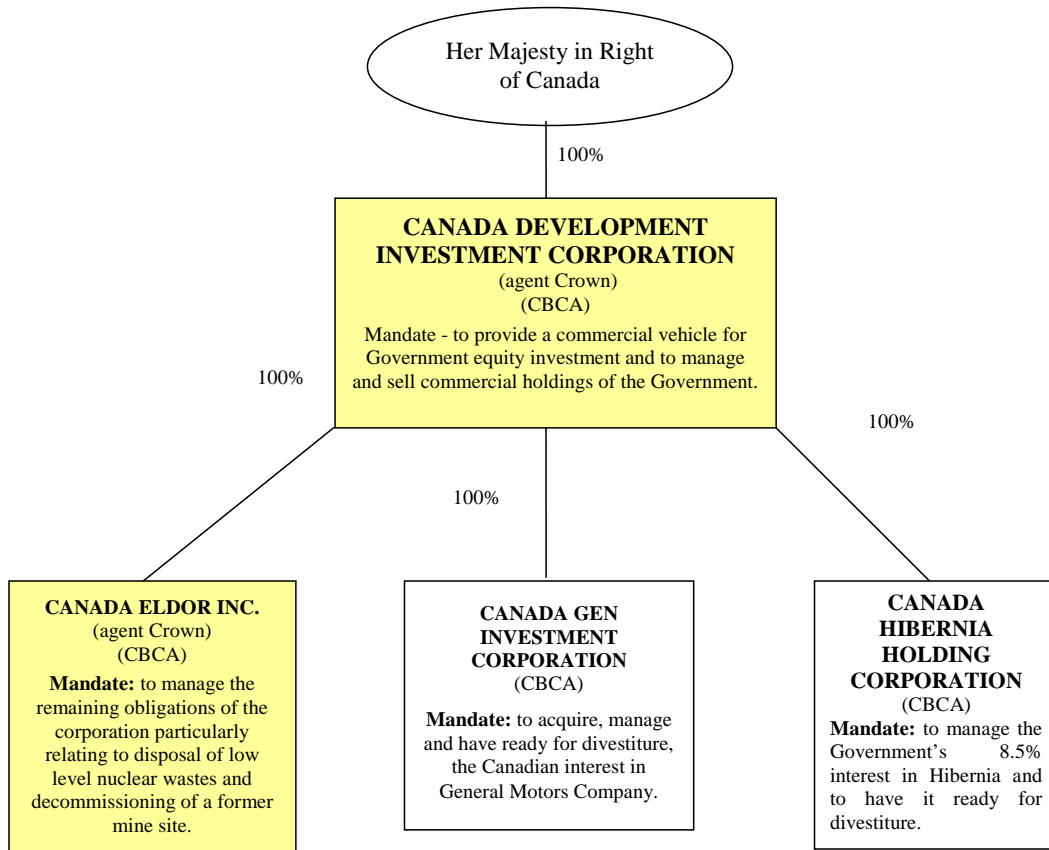 Her Majesty in Right
of Canada
100%
CANADA DEVELOPMENT
INVESTMENT CORPORATION
(agent Crown)
(CBCA)
Mandate - to provide a commercial vehicle for
Government equity investment and to manage
and sell commercial holdings of the Government.
100%
100%
100%
CANADA ELDOR INC.
(agent Crown)
(CBCA)
Mandate: to manage the
remaining obligations of the
corporation particularly
relating to disposal of low
level nuclear wastes and
decommissioning of a former
mine site.
CANADA GEN
INVESTMENT
CORPORATION
(CBCA)
Mandate: to acquire, manage
and have ready for divestiture,
the Canadian interest in
General Motors Company.
CANADA
HIBERNIA
HOLDING
CORPORATION
(CBCA)
Mandate: to manage the
Government's 8.5%
interest in Hibernia and
to have it ready for
divestiture.